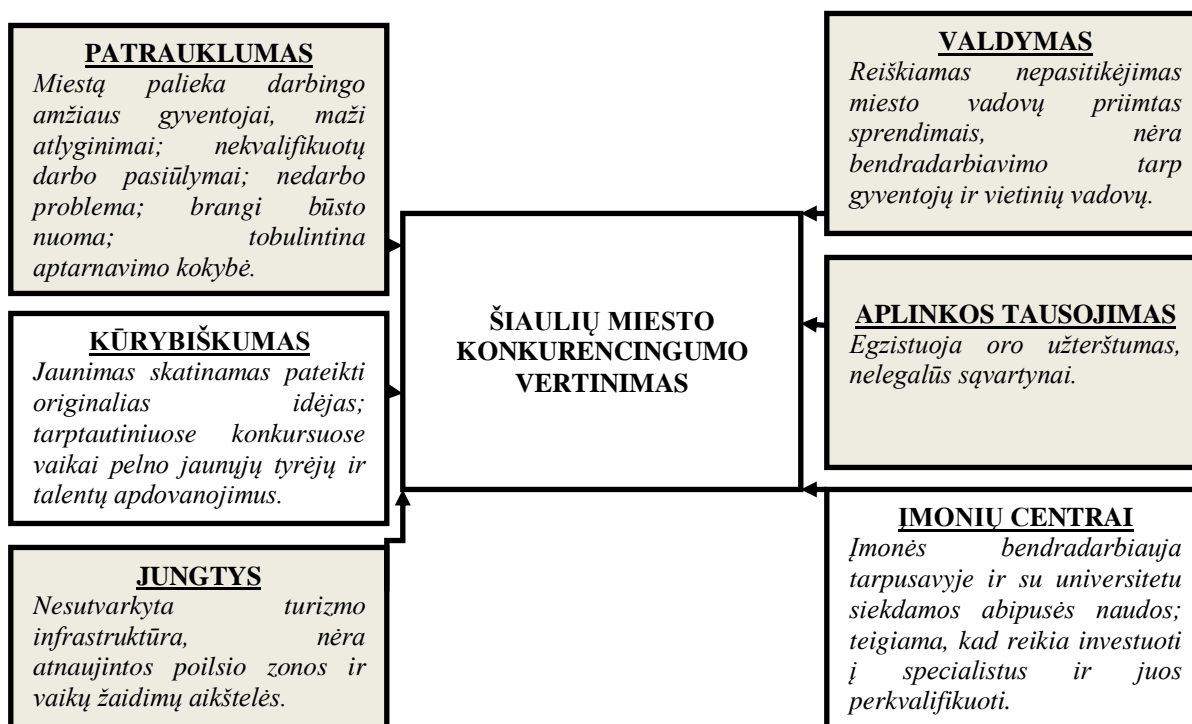 PATRAUKLUMAS
Miestą palieka darbingo
amžiaus gyventojai, maži
atlyginimai; nekvalifikuotų
darbo pasiūlymai; nedarbo
problema; brangi būsto
nuoma; tobulintina
aptarnavimo kokybė.
KŪRYBIŠKUMAS
Jaunimas skatinamas pateikti
originalias idėjas;
tarptautiniuose konkursuose
vaikai pelno jaunųjų tyrėjų ir
talentų apdovanojimus.
JUNGTYS
Nesutvarkyta turizmo
infrastruktūra, nėra
atnaujintos poilsio zonos ir
vaikų žaidimų aikštelės.
ŠIAULIŲ MIESTO
KONKURENCINGUMO
VERTINIMAS
VALDYMAS
Reiškiamas nepasitikėjimas
miesto vadovų priimtas
sprendimais, nėra
bendradarbiavimo tarp
gyventojų ir vietinių vadovų.
APLINKOS TAUSOJIMAS
Egzistuoja oro užterštumas,
nelegalūs sąvartynai.
ĮMONIŲ CENTRAI
Įmonės bendradarbiauja
tarpusavyje ir su universitetu
siekdamos abipusės naudos;
teigiama, kad reikia investuoti
į specialistus ir juos
perkvalifikuoti.